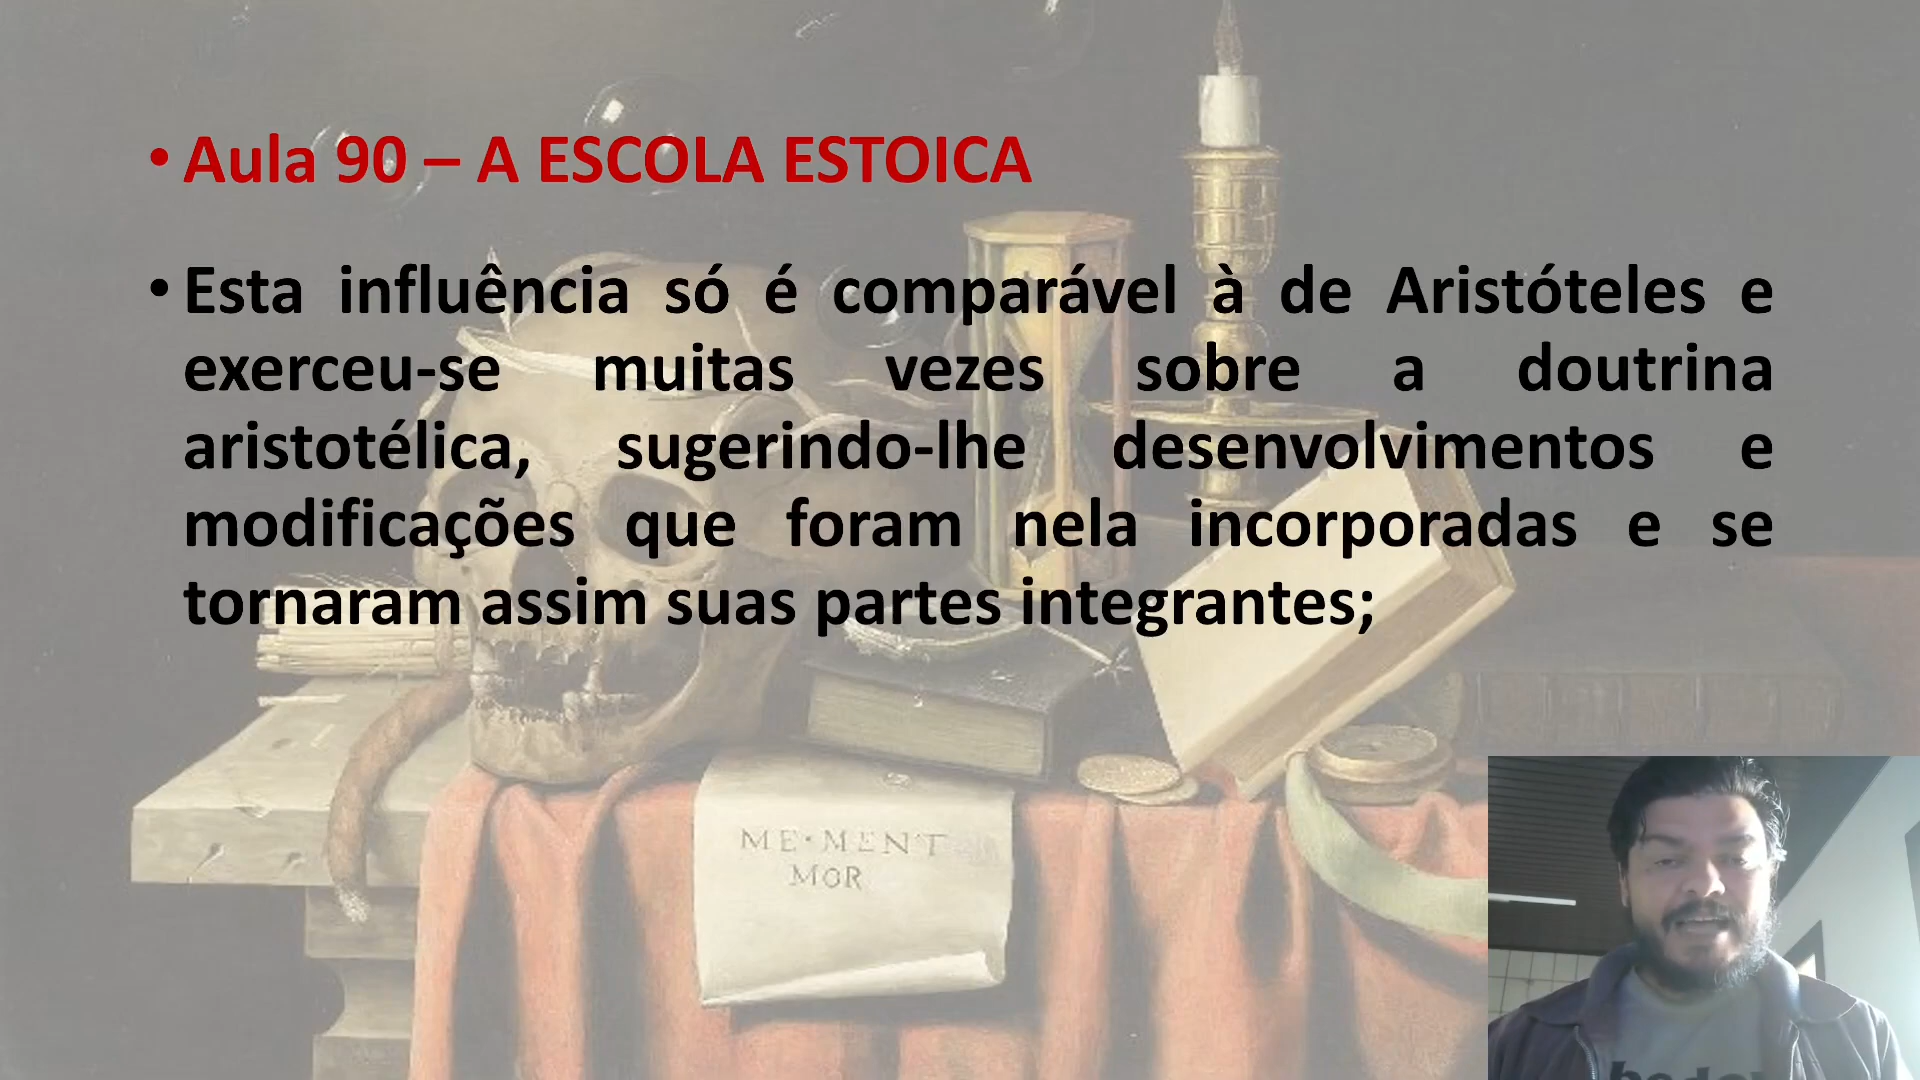 • Aula 90 – A ESCOLA ESTOICA
• Esta influência só é comparável à de Aristóteles e
exerceu-se muitas vezes sobre a doutrina
aristotélica, sugerindo-lhe desenvolvimentos e
modificações que foram nela incorporadas e se
tornaram assim suas partes integrantes;
ME·MENT
MOR